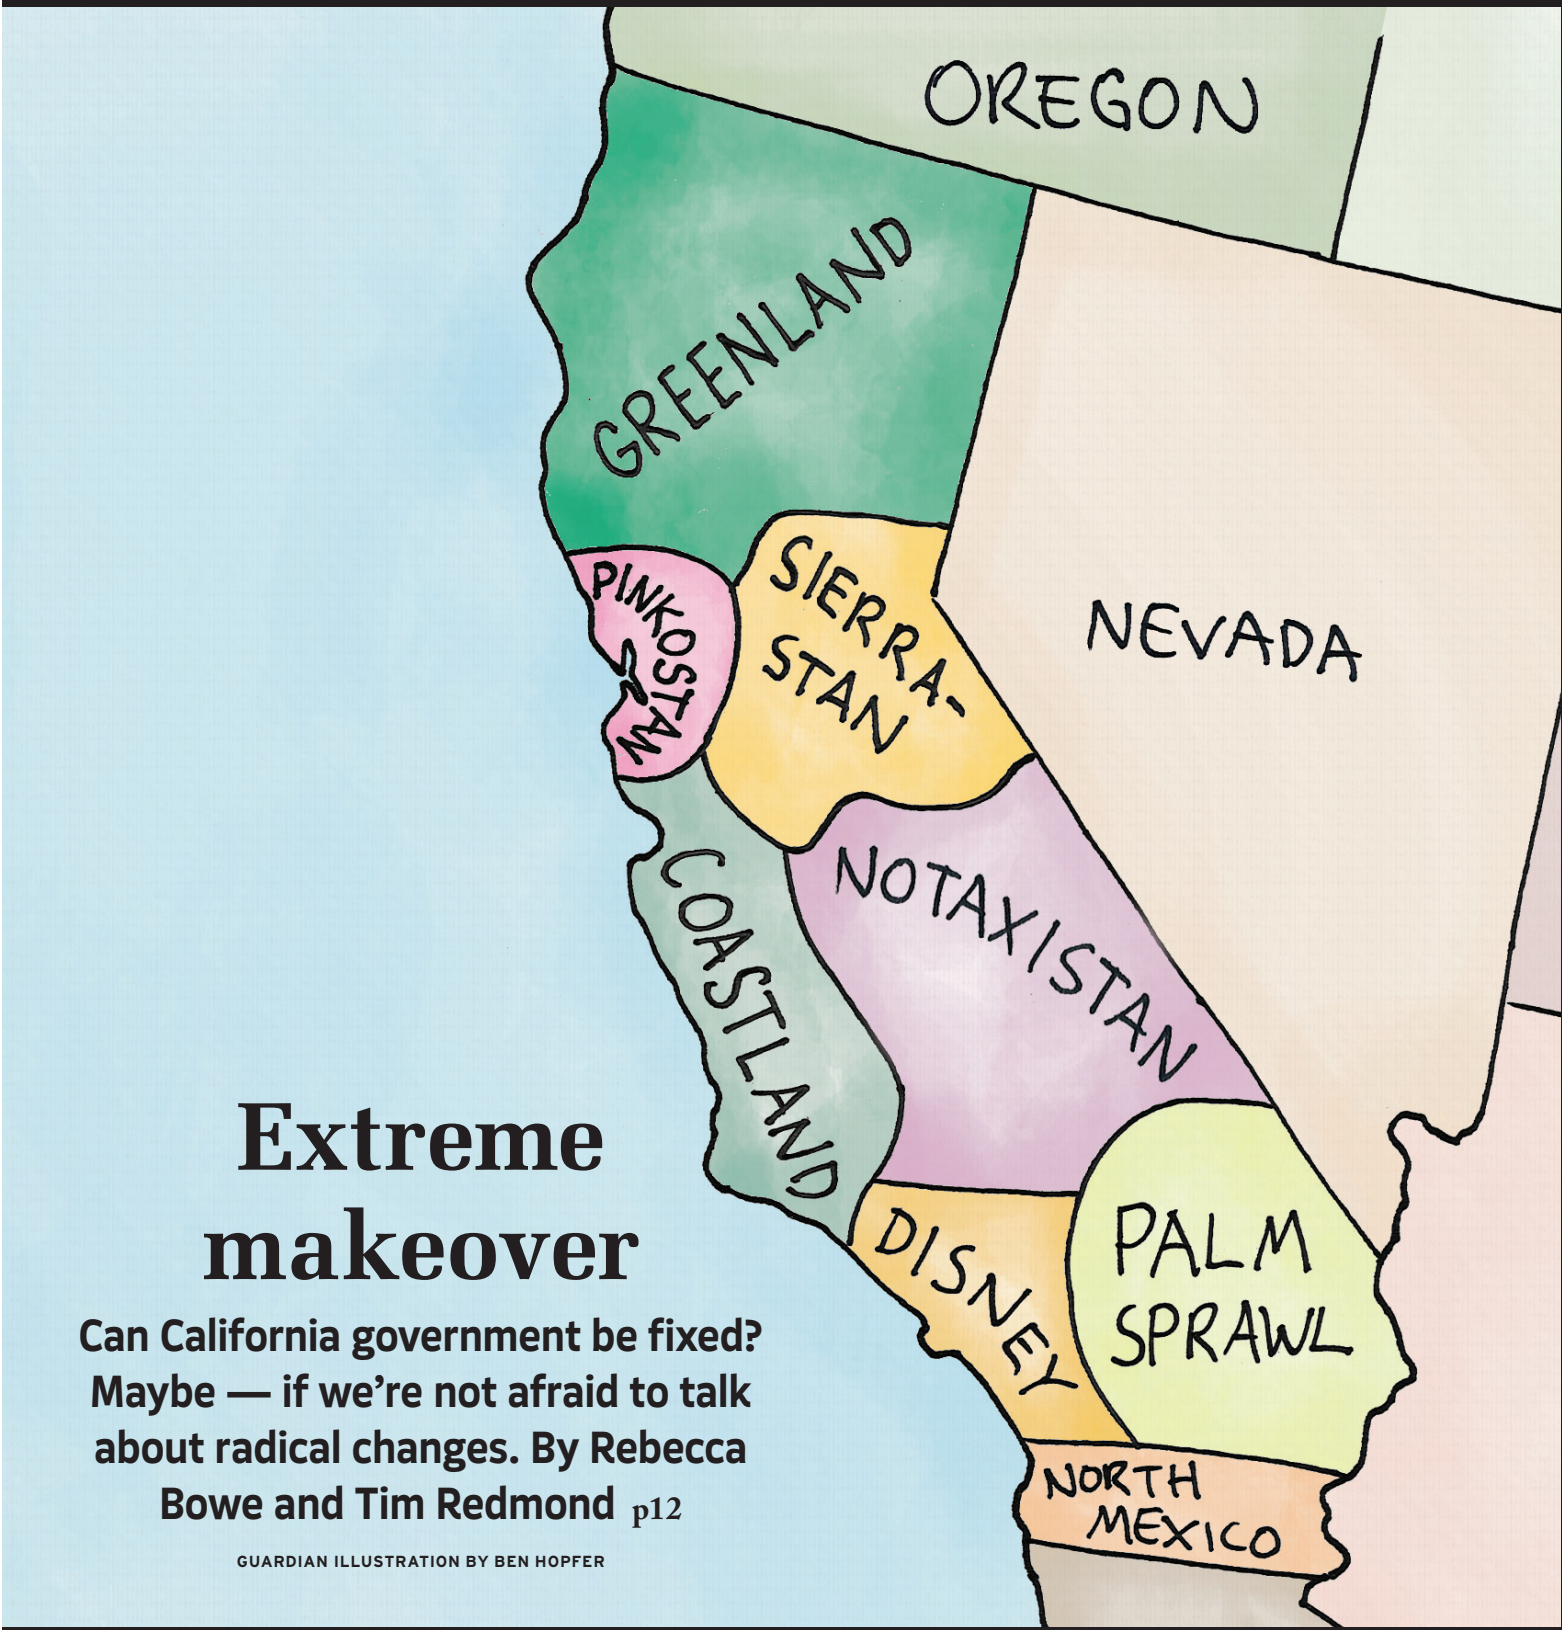 OREGON
GREENLAND
NEVADA
PINKOSTAN
SIERRA-
STAN
NOTAXISTAN
COASTLAND
Extreme
makeover
Can California government be fixed?
Maybe — if we’re not afraid to talk
about radical changes. By Rebecca
Bowe and Tim Redmond p12
GUARDIAN ILLUSTRATION BY BEN HOPFER
DISNEY
PALM
SPRAWL
NORTH
MEXICO